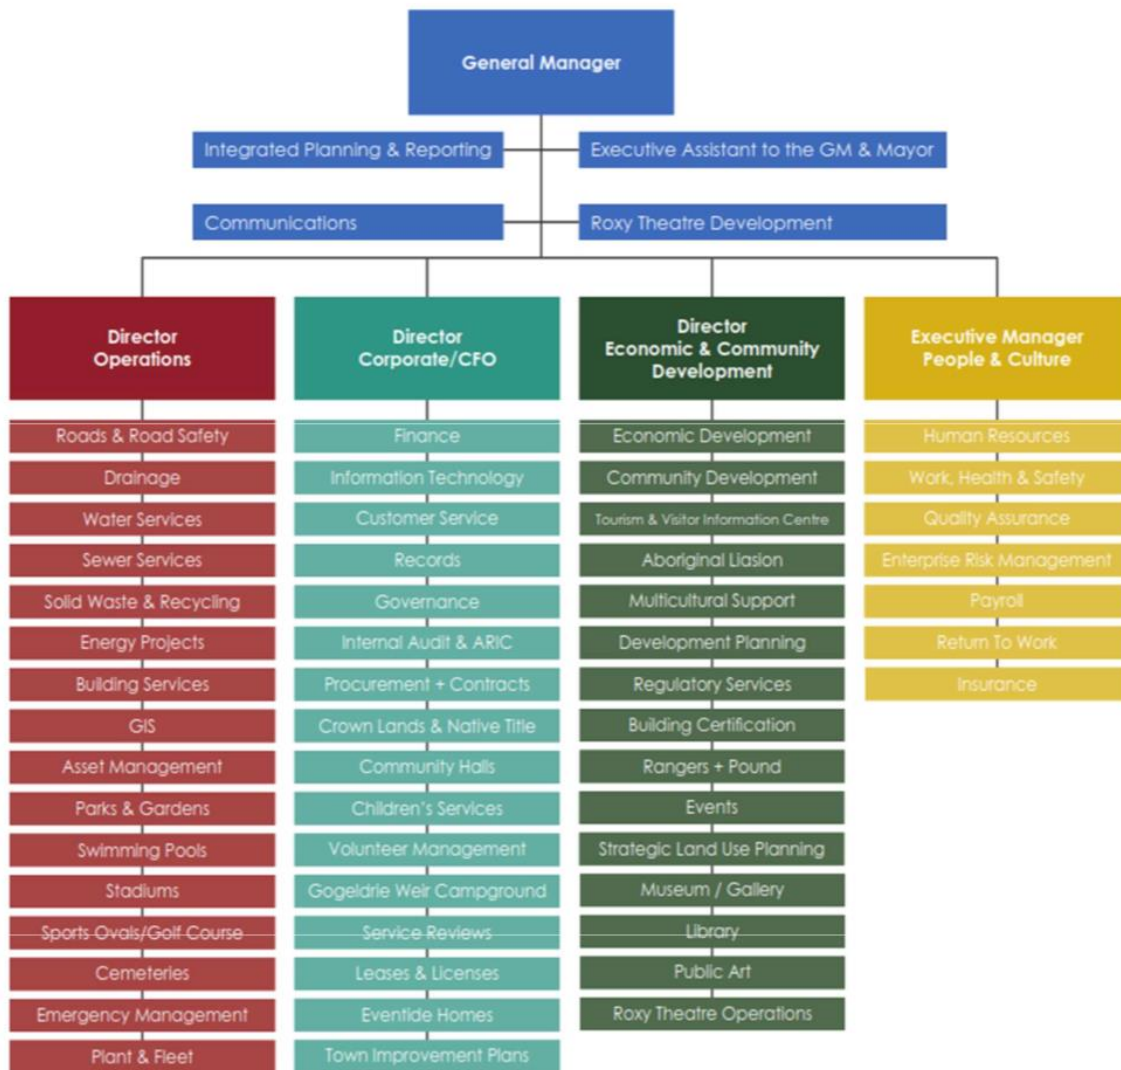 General Manager
Integrated Planning & Reporting
Executive Assistant to the GM & Mayor
Communications
Roxy Theatre Development
Director
Operations
Roads & Road Safety
Drainage
Water Services
Sewer Services
Solid Waste & Recycling
Energy Projects
Building Services
GIS
Asset Management
Parks & Gardens
Swimming Pools
Stadiums
Sports Ovals/Golf Course
Cemeteries
Emergency Management
Plant & Fleet
Director
Corporate/CFO
Finance
Information Technology
Customer Service
Records
Governance
Internal Audit & ARIC
Procurement + Contracts
Crown Lands & Native Title
Community Halls
Children's Services
Volunteer Management
Gogeldrie Weir Campground
Service Reviews
Leases & Licenses
Eventide Homes
Town Improvement Plans
Director
Economic & Community
Development
Economic Development
Community Development
Tourism & Visitor Information Centre
Aboriginal Liasion
Multicultural Support
Development Planning
Regulatory Services
Building Certification
Rangers + Pound
Events
Strategic Land Use Planning
Museum / Gallery
Library
Public Art
Roxy Theatre Operations
Executive Manager
People & Culture
Human Resources
Work, Health & Safety
Quality Assurance
Enterprise Risk Management
Payroll
Return To Work
Insurance